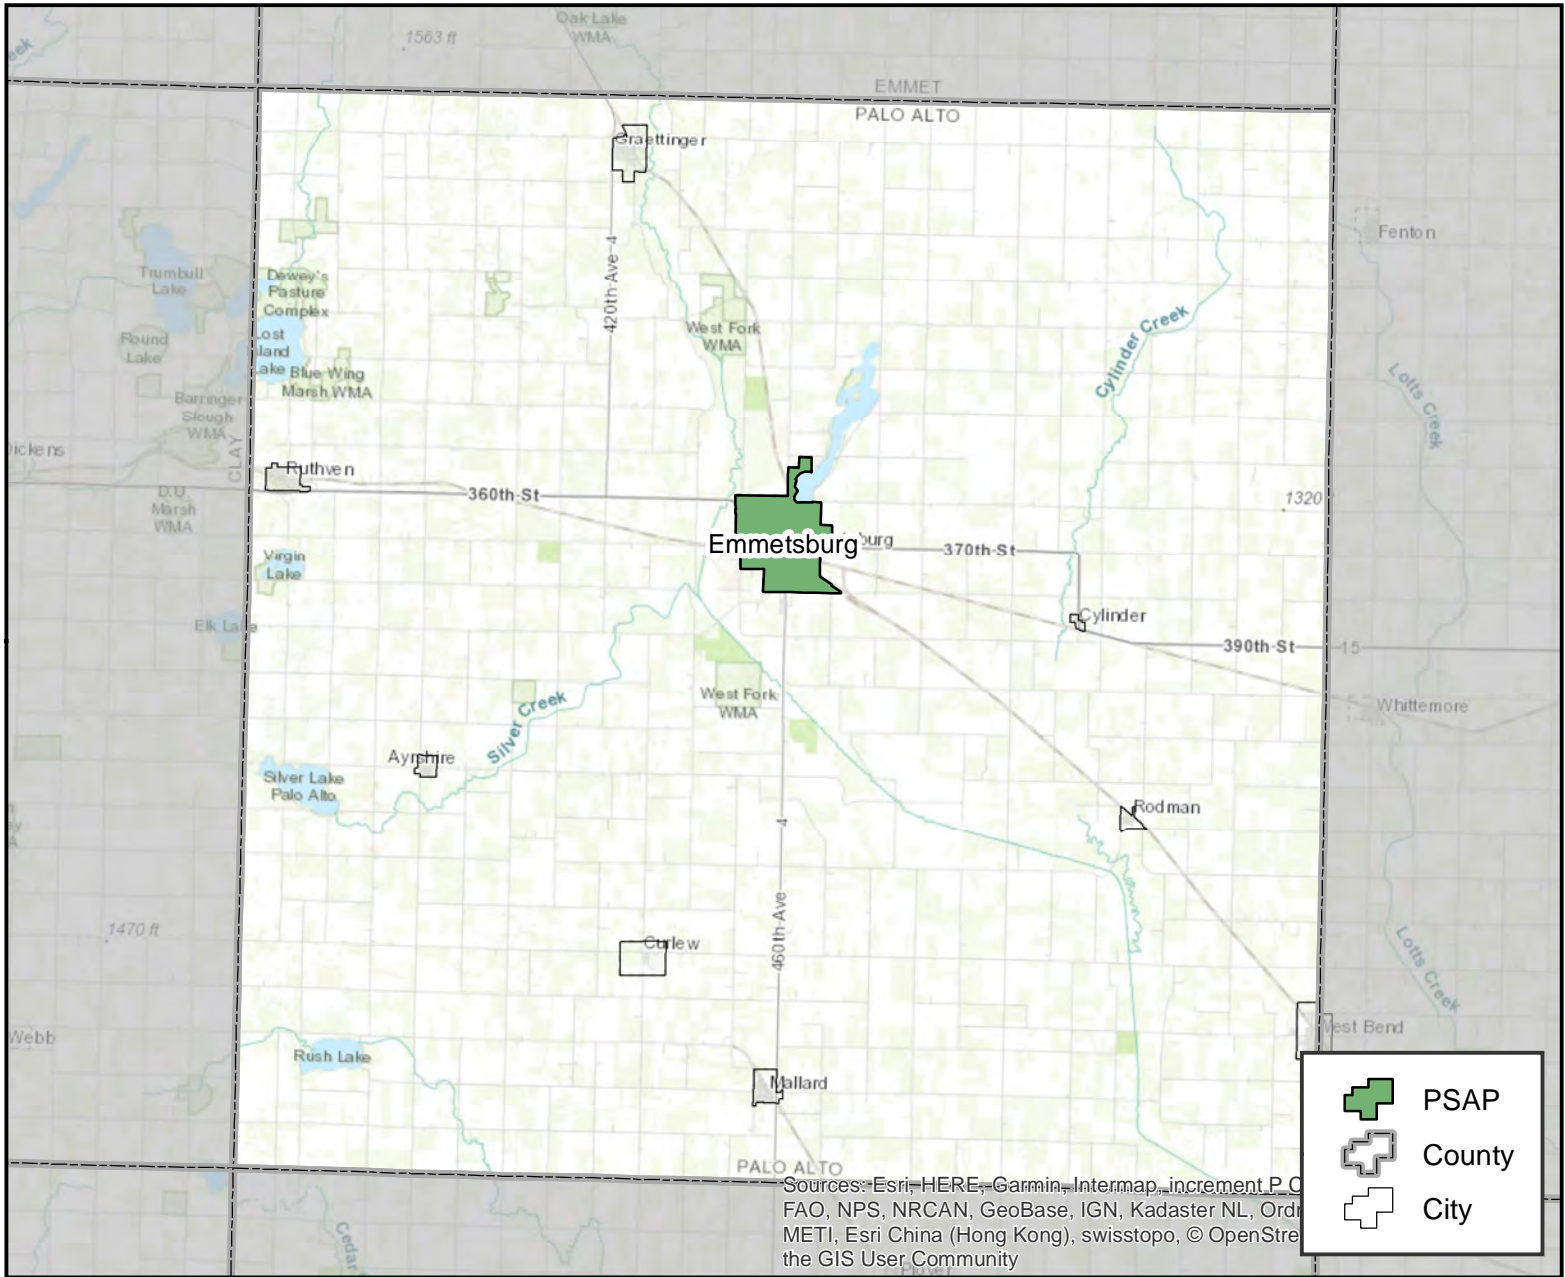 Oak Lake
WMA
1563 ft
EMMET
PALO ALTO
Graettinger
Fenton
Trumbull
Lake
Dewey's
Pasture
Complex
420th Ave
4
West Fork
WMA
Cylinder Creek
Round
Lake
Lost
Island
Lake
Blue Wing
Marsh WMA
Lotts Creek
Barringer
Slough
WMA
CLAY
Dickens
Ruthven
360th St
D.U.
Marsh
WMA
1320
Emmetsburg
burg
370th St
Virgin
Lake
Elk Lake
Cylinder
390th St
15
West Fork
WMA
Whittemore
Silver Creek
Ayrshire
Silver Lake
Palo Alto
Rodman
4
460th Ave
1470 ft
Curlew
Lotts Creek
Webb
Rush Lake
West Bend
Mallard
PALO ALTO
PSAP
County
City
Sources: Esri, HERE, Garmin, Intermap, increment P C
FAO, NPS, NRCAN, GeoBase, IGN, Kadaster NL, Ordn
METI, Esri China (Hong Kong), swisstopo, © OpenStre
the GIS User Community
Cedar
Plover